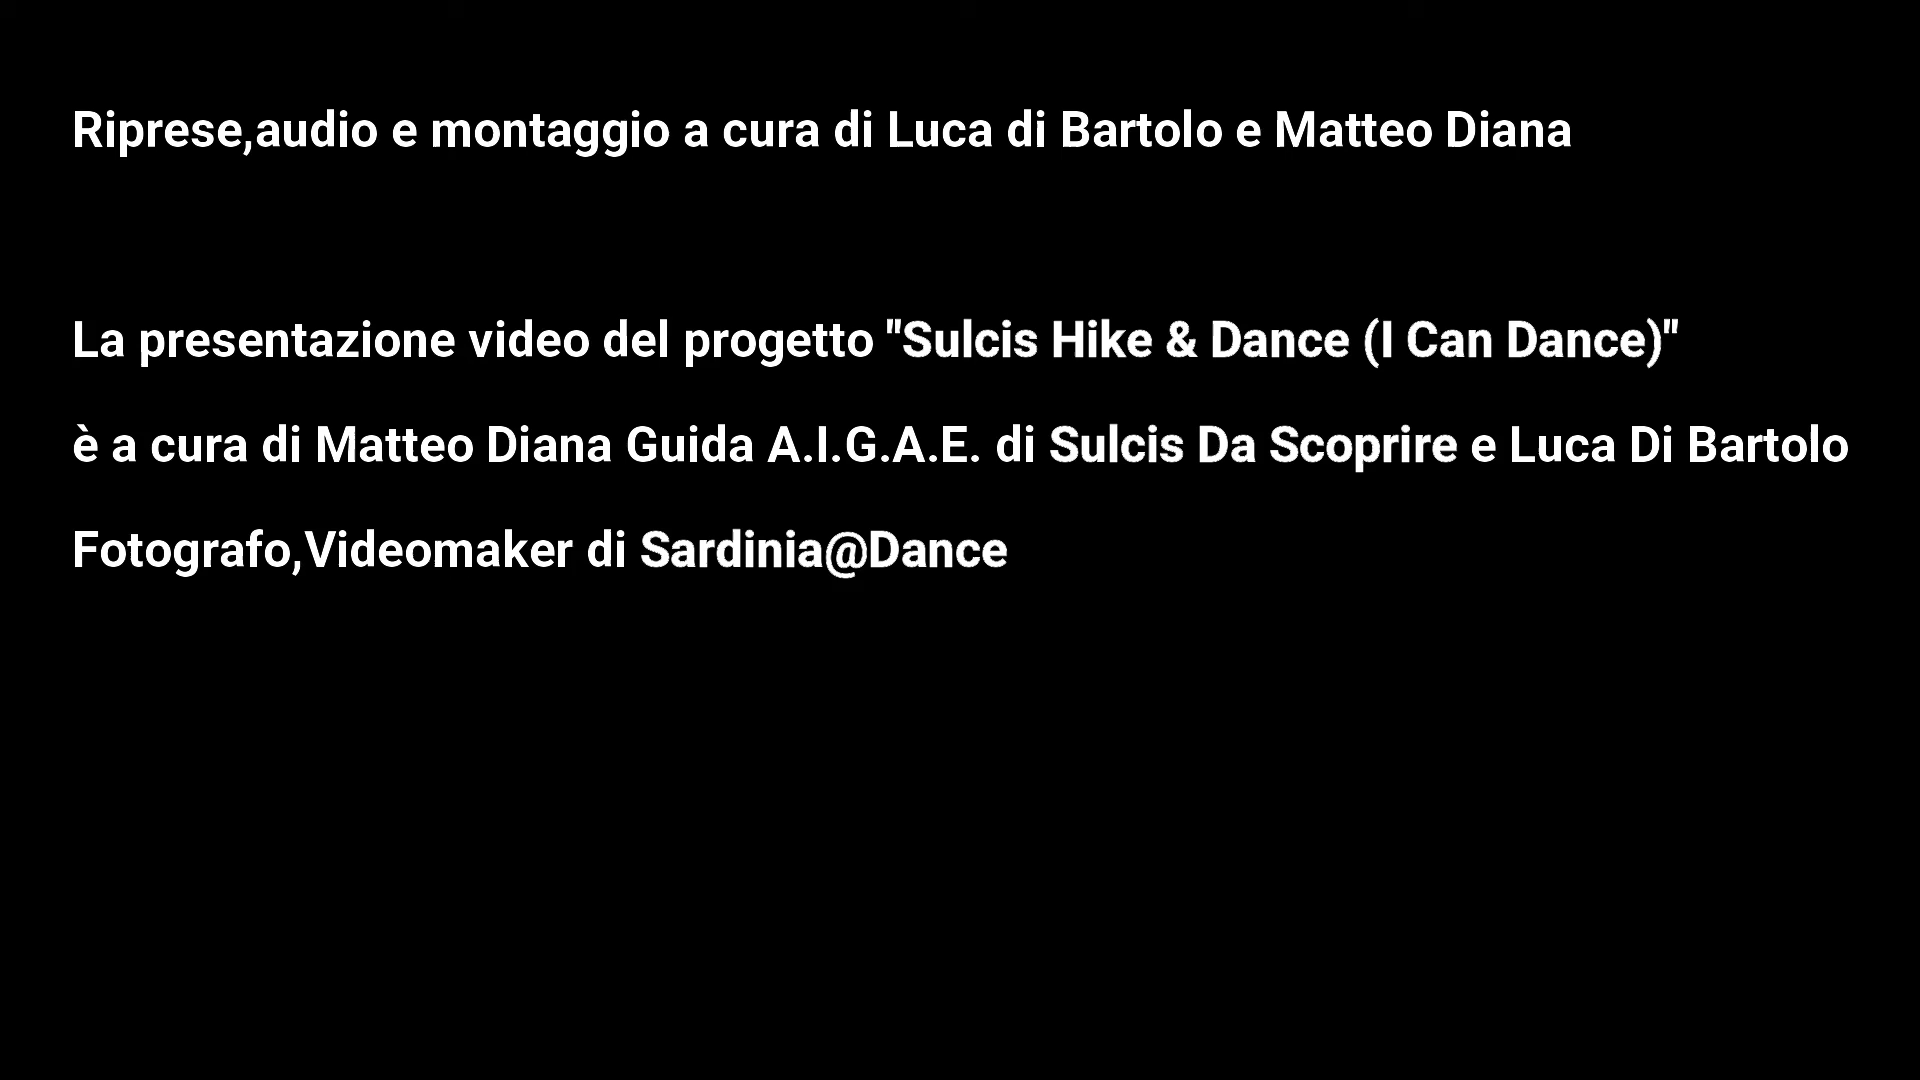 Riprese,audio e montaggio a cura di Luca di Bartolo e Matteo Diana
La presentazione video del progetto "Sulcis Hike & Dance (I Can Dance)"
è a cura di Matteo Diana Guida A.I.G.A.E. di Sulcis Da Scoprire e Luca Di Bartolo
Fotografo,Videomaker di Sardinia@Dance